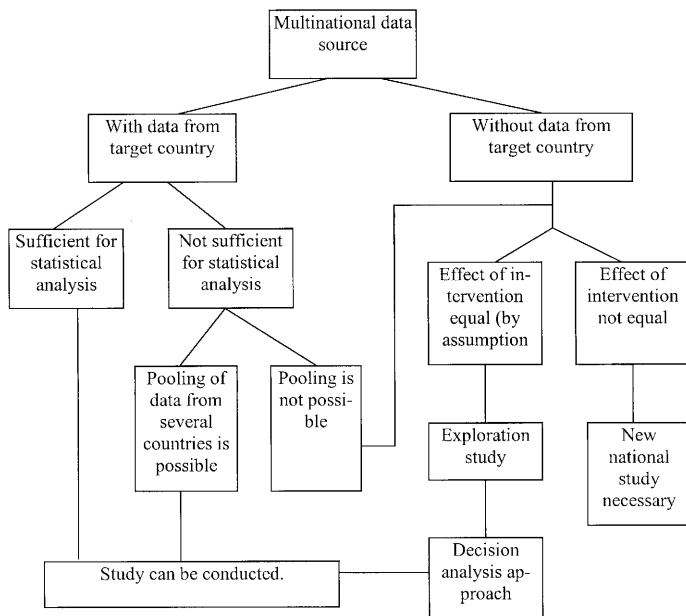 Multinational data
source
With data from
target country
Without data from
target country
Sufficient for
statistical
analysis
Not sufficient
for statistical
analysis
Effect of in-
tervention
equal (by
assumption
Effect of
intervention
not equal
Pooling of
data from
several
countries is
possible
Pooling is
not possi-
ble
Exploration
study
New
national
study
necessary
Study can be conducted.
Decision
analysis ap-
proach